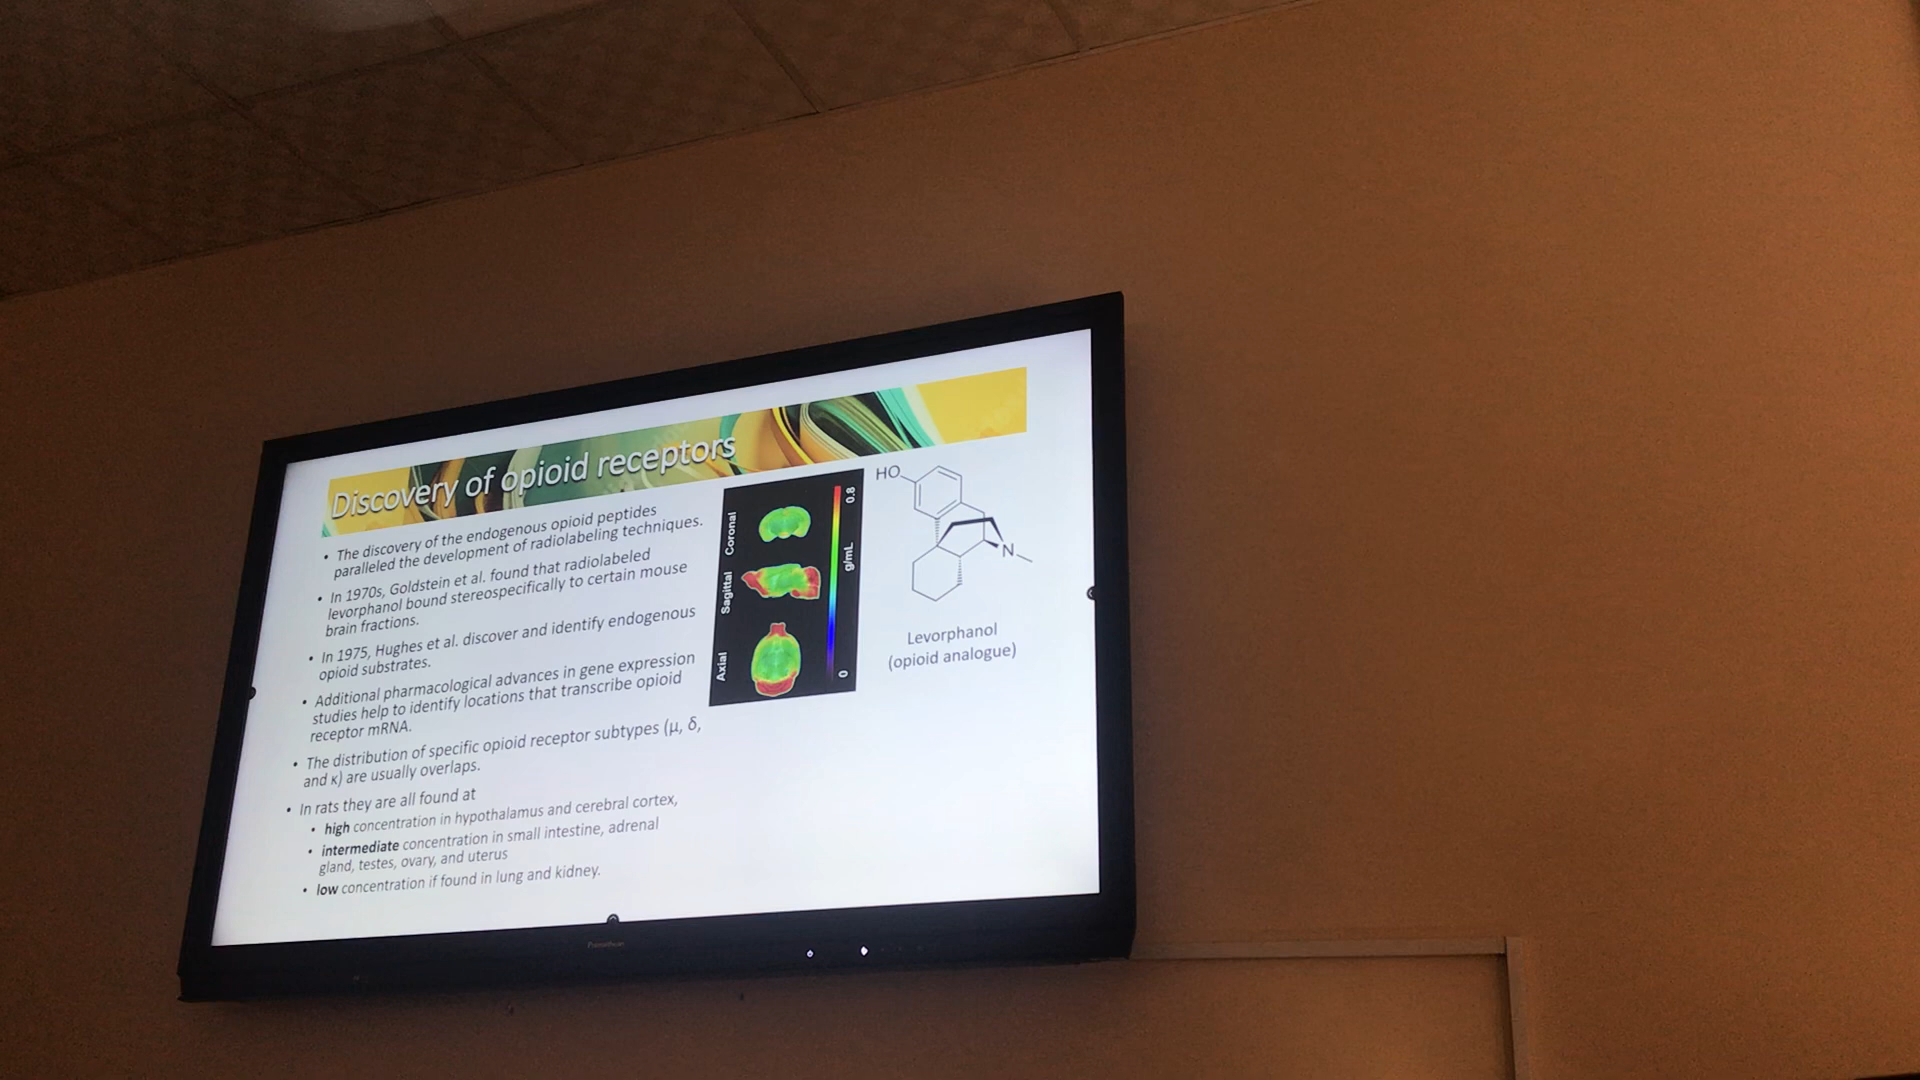 Discovery of opioid receptors
• The discovery of the endogenous opioid peptides
paralleled the development of radiolabeling techniques.
• In 1970s, Goldstein et al. found that radiolabeled
levorphanol bound stereospecifically to certain mouse
brain fractions.
• In 1975, Hughes et al. discover and identify endogenous
opioid substrates.
• Additional pharmacological advances in gene expression
studies help to identify locations that transcribe opioid
receptor mRNA.
• The distribution of specific opioid receptor subtypes (μ, δ,
and κ) are usually overlaps.
• In rats they are all found at
• high concentration in hypothalamus and cerebral cortex,
• intermediate concentration in small intestine, adrenal
gland, testes, ovary, and uterus
• low concentration if found in lung and kidney.
Coronal
Sagittal
Axial
0.8
g/mL
0
HO
N
Levorphanol
(opioid analogue)
Promethean